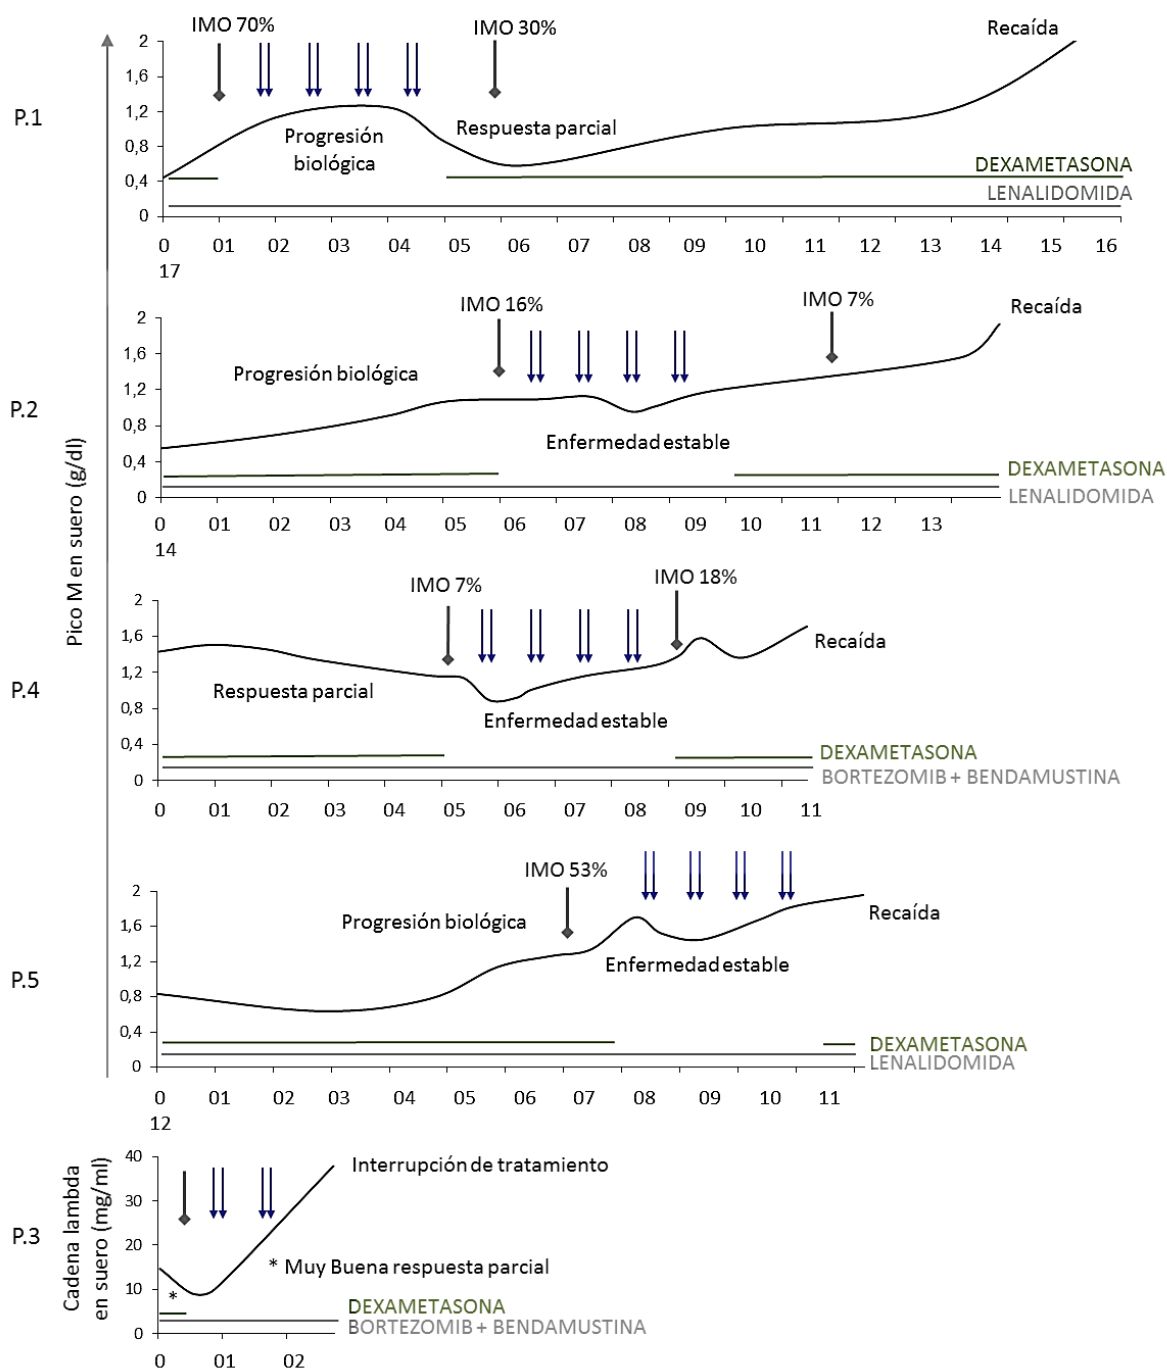 IMO 70%
IMO 30%
Recaída
2
1,6
1,2
0,8
0,4
0
P.1
Progresión
biológica
Respuesta parcial
DEXAMETASONA
LENALIDOMIDA
0 01 02 03 04 05 06 07 08 09 10 11 12 13 14 15 16
17
IMO 16%
IMO 7%
Recaída
2
1,6
1,2
0,8
0,4
0
P.2
Progresión biológica
Enfermedad estable
DEXAMETASONA
LENALIDOMIDA
0 01 02 03 04 05 06 07 08 09 10 11 12 13
14
Pico M en suero (g/dl)
IMO 7%
IMO 18%
2
1,6
1,2
0,8
0,4
0
Recaída
P.4
Respuesta parcial
Enfermedad estable
DEXAMETASONA
BORTEZOMIB + BENDAMUSTINA
0 01 02 03 04 05 06 07 08 09 10 11
IMO 53%
2
1,6
1,2
0,8
0,4
0
Progresión biológica
Recaída
P.5
Enfermedad estable
DEXAMETASONA
LENALIDOMIDA
0 01 02 03 04 05 06 07 08 09 10 11
12
40
30
20
10
0
Interrupción de tratamiento
P.3
Cadena lambda
en suero (mg/ml)
* Muy Buena respuesta parcial
*
DEXAMETASONA
BORTEZOMIB + BENDAMUSTINA
0 01 02